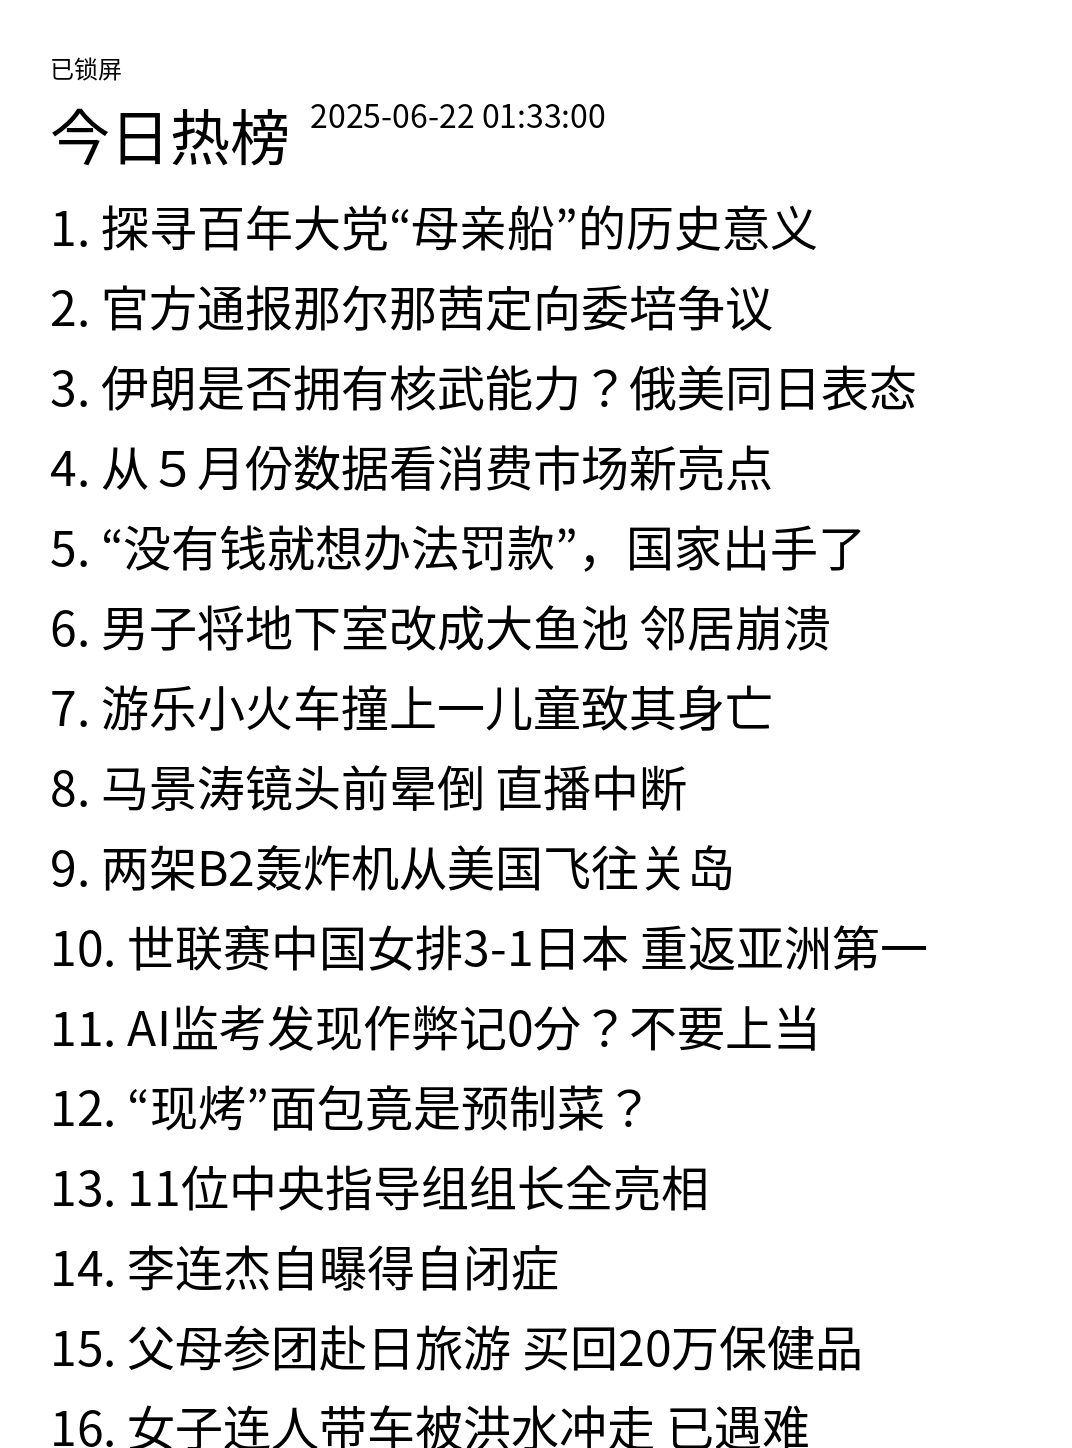 已锁屏
今日热榜 2025-06-22 01:33:00
1. 探寻百年大党“母亲船”的历史意义
2. 官方通报那尔那茜定向委培争议
3. 伊朗是否拥有核武能力？俄美同日表态
4. 从５月份数据看消费市场新亮点
5. “没有钱就想办法罚款”，国家出手了
6. 男子将地下室改成大鱼池 邻居崩溃
7. 游乐小火车撞上一儿童致其身亡
8. 马景涛镜头前晕倒 直播中断
9. 两架B2轰炸机从美国飞往关岛
10. 世联赛中国女排3-1日本 重返亚洲第一
11. AI监考发现作弊记0分？不要上当
12. “现烤”面包竟是预制菜？
13. 11位中央指导组组长全亮相
14. 李连杰自曝得自闭症
15. 父母参团赴日旅游 买回20万保健品
16. 女子连人带车被洪水冲走 已遇难